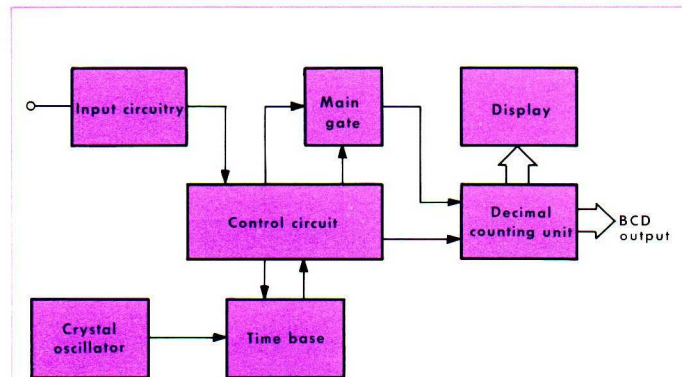 Input circuitry
Main
gate
Display
Control circuit
Decimal
counting unit
BCD
output
Crystal
oscillator
Time base